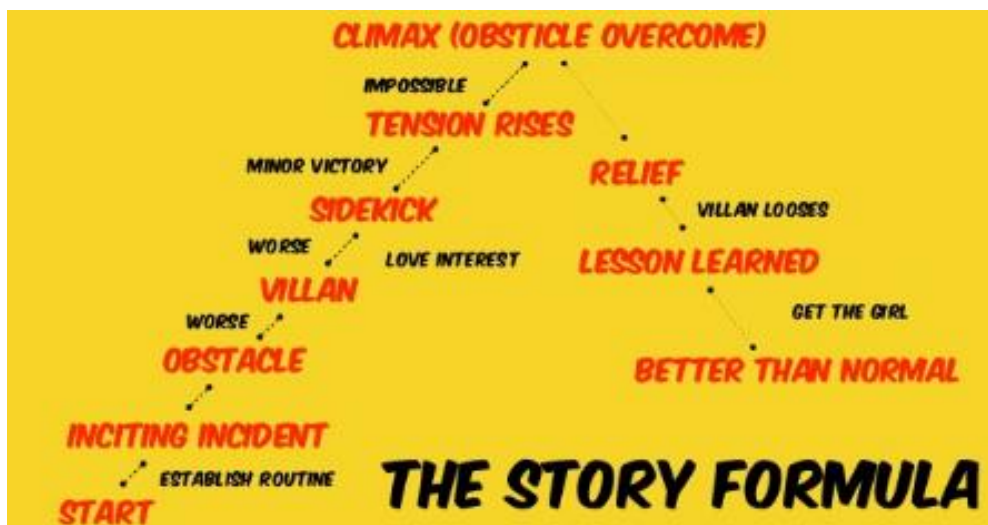 CLIMAX (OBSTICLE OVERCOME)
IMPOSSIBLE
TENSION RISES
MINOR VICTORY
RELIEF
SIDEKICK
VILLAN LOOSES
WORSE
LOVE INTEREST
LESSON LEARNED
VILLAN
GET THE GIRL
WORSE
OBSTACLE
BETTER THAN NORMAL
INCITING INCIDENT
ESTABLISH ROUTINE
THE STORY FORMULA
START